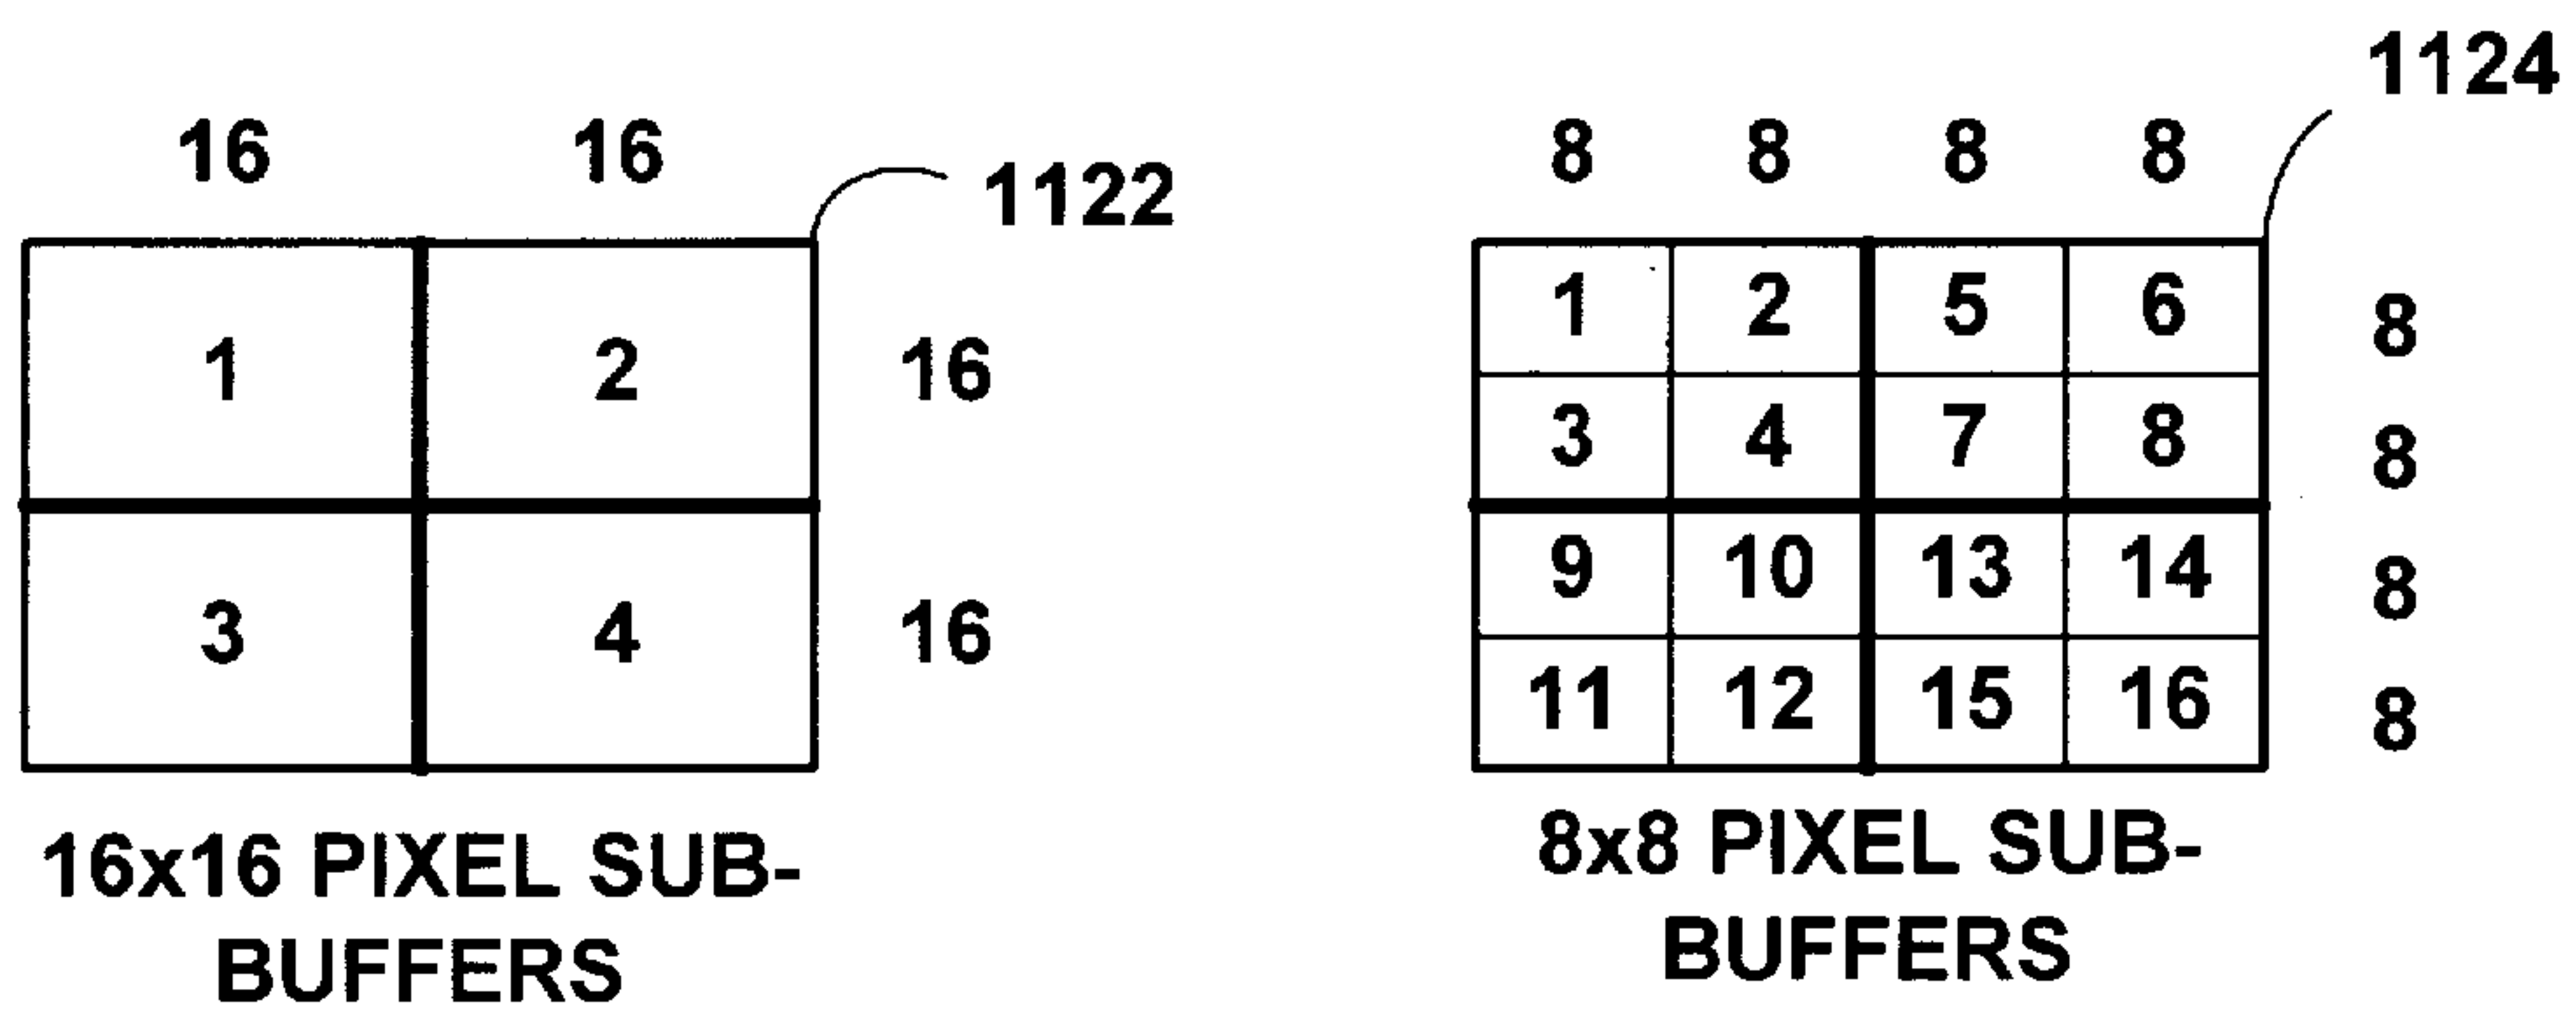 16 16 1122
1 2 16
3 4 16
16x16 PIXEL SUB-
BUFFERS
1124
8 8 8 8
1 2 5 6 8
3 4 7 8 8
9 10 13 14 8
11 12 15 16 8
8x8 PIXEL SUB-
BUFFERS